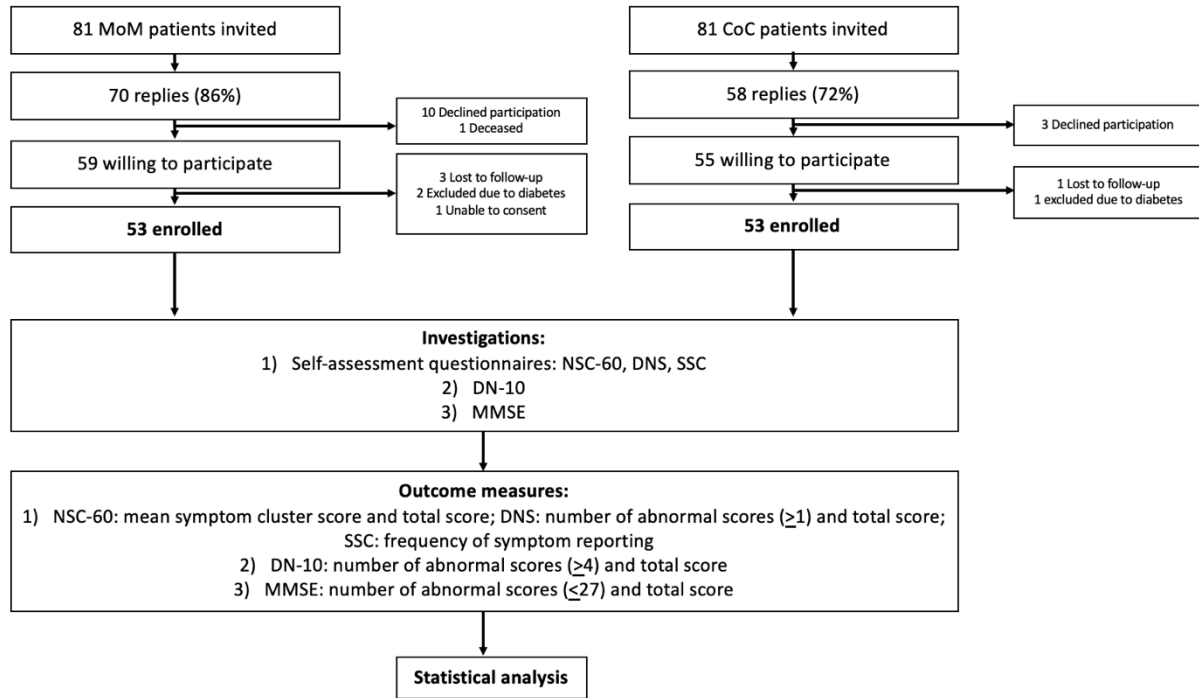 81 MoM patients invited
70 replies (86%)
10 Declined participation
1 Deceased
59 willing to participate
3 Lost to follow-up
2 Excluded due to diabetes
1 Unable to consent
53 enrolled
81 CoC patients invited
58 replies (72%)
3 Declined participation
55 willing to participate
1 Lost to follow-up
1 excluded due to diabetes
53 enrolled
Investigations:
1) Self-assessment questionnaires: NSC-60, DNS, SSC
2) DN-10
3) MMSE
Outcome measures:
1) NSC-60: mean symptom cluster score and total score; DNS: number of abnormal scores (≥1) and total score;
SSC: frequency of symptom reporting
2) DN-10: number of abnormal scores (≥4) and total score
3) MMSE: number of abnormal scores (≤27) and total score
Statistical analysis